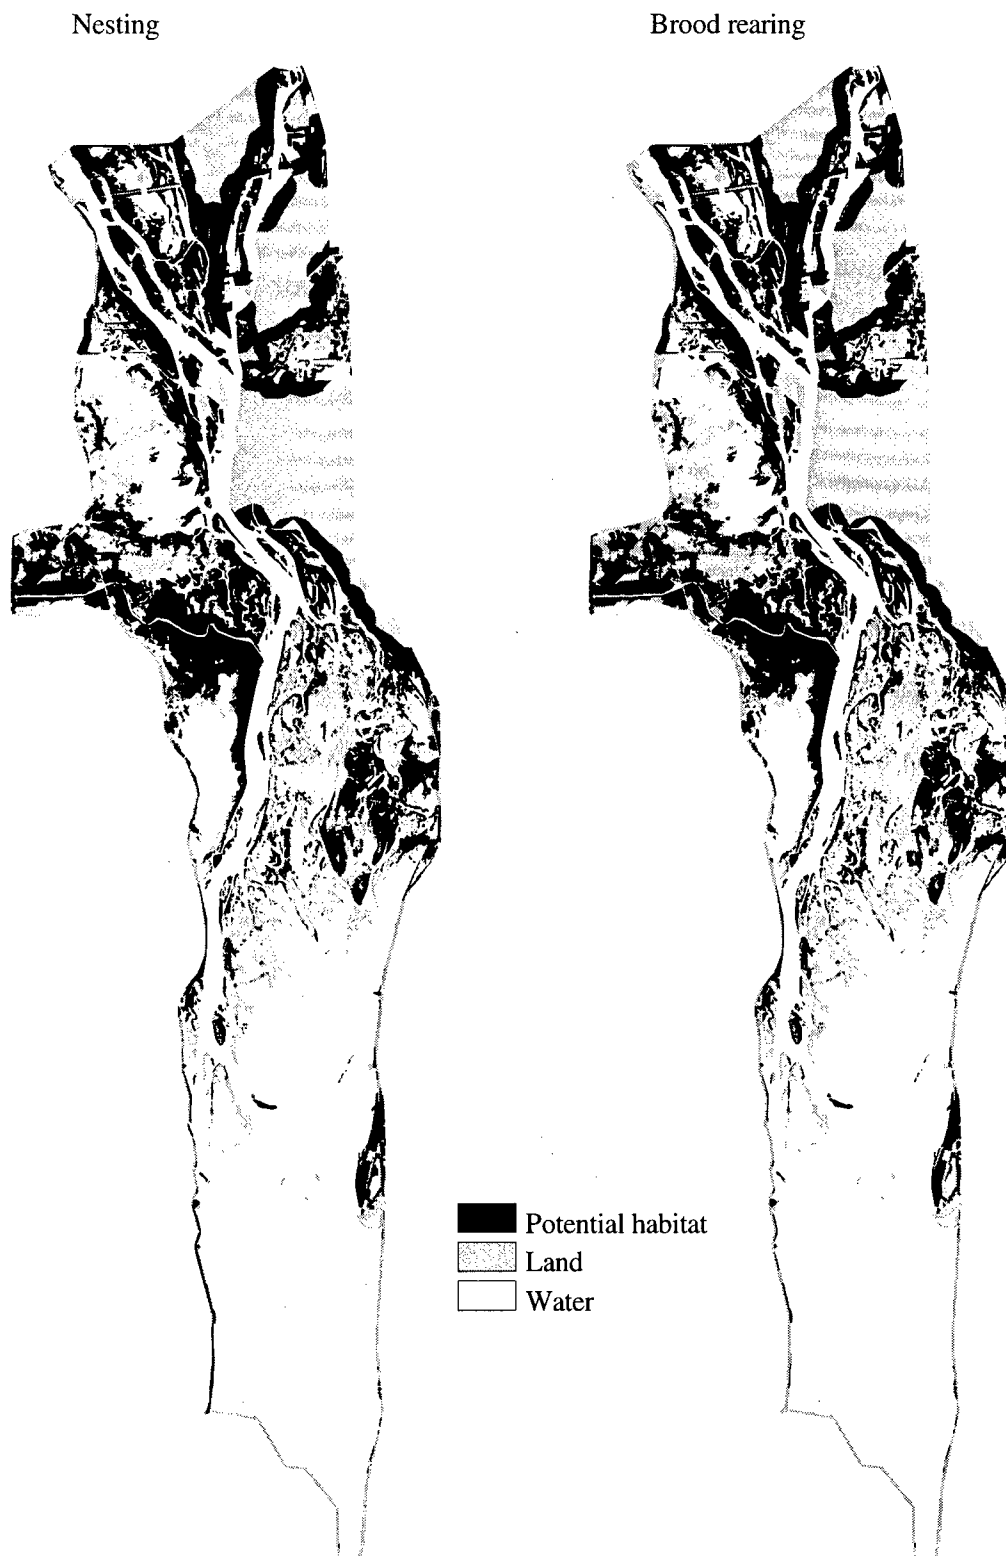 Nesting
Brood rearing
Potential habitat
Land
Water